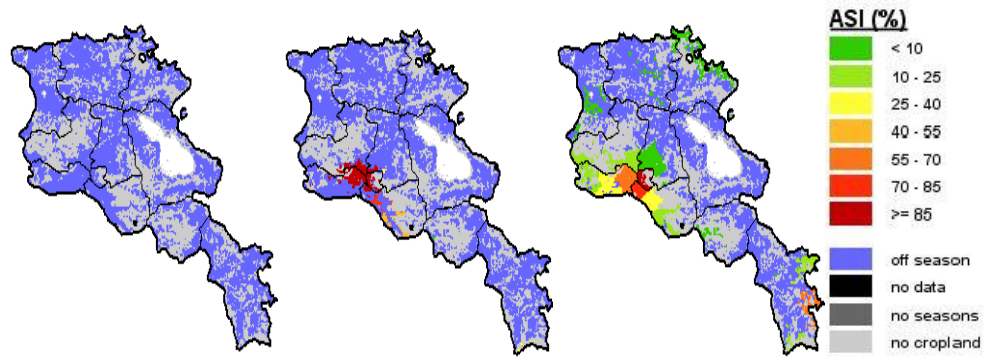 ASI (%)
< 10
10 - 25
25 - 40
40 - 55
55 - 70
70 - 85
>= 85
off season
no data
no seasons
no cropland